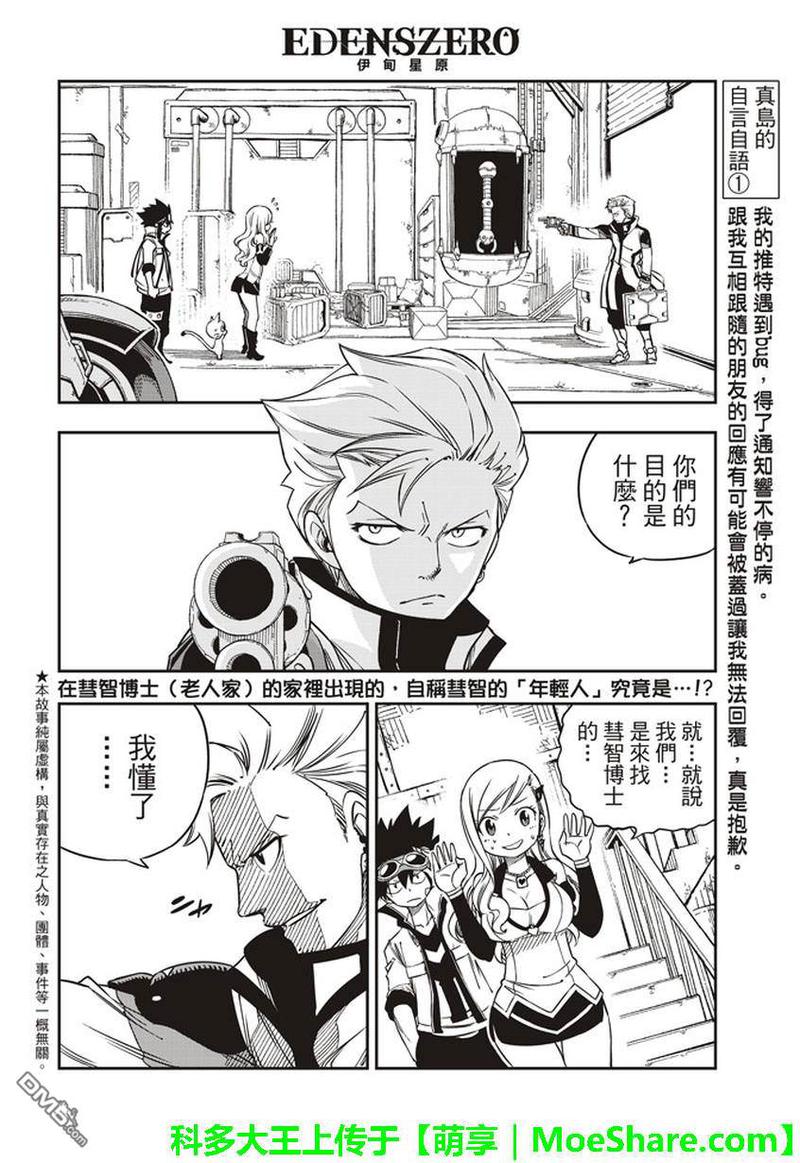 EDENSZERO
伊甸星原
真島的
自言自語①
我的推特遇到bug，得了通知響不停的病。
跟我互相跟隨的朋友的回應有可能會被蓋過讓我無法回覆，真是抱歉。
你們的
目的是
什麼？
在彗智博士（老人家）的家裡出現的，自稱彗智的「年輕人」究竟是…!?
就…就說
我們…
是來找
彗智博士
的…
我懂了
……
★本故事純屬虛構，與真實存在之人物、團體、事件等一概無關。
DM5.com
科多大王上传于【萌享｜MoeShare.com】